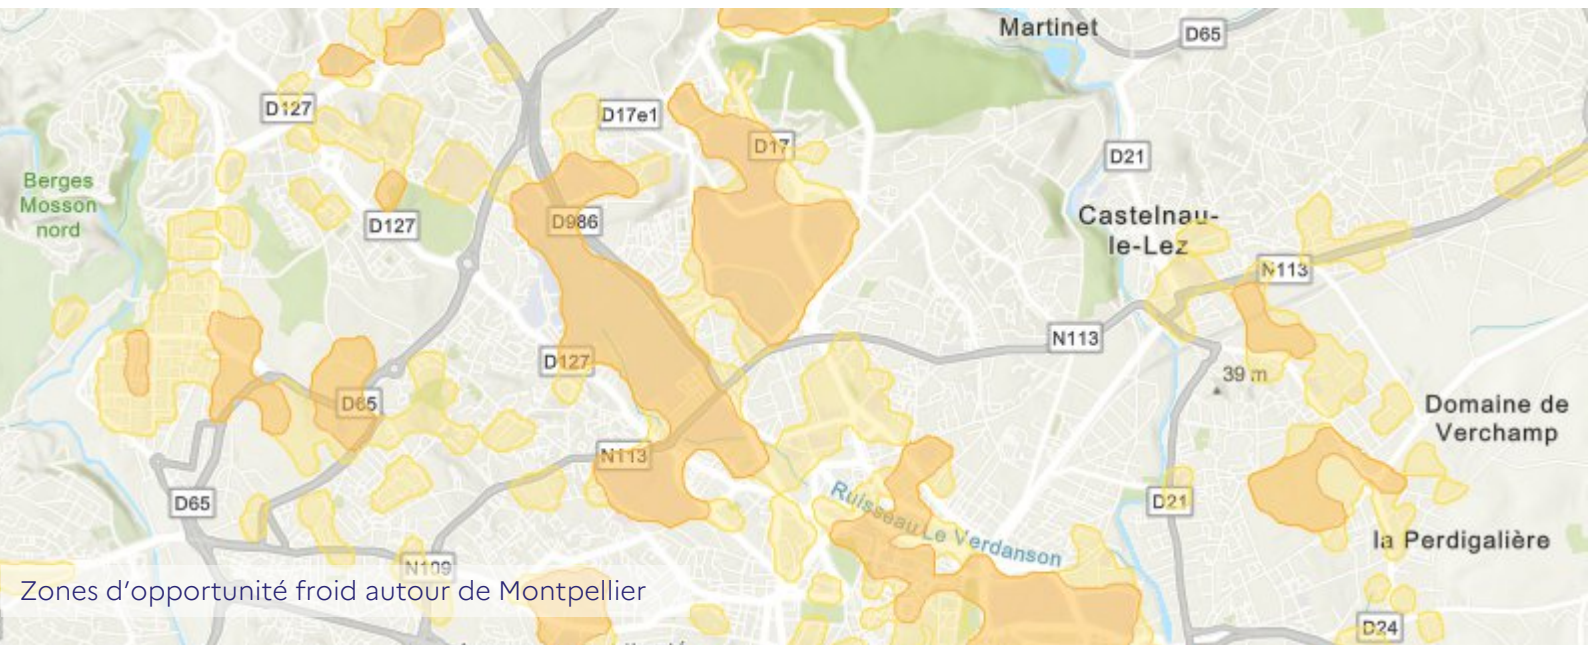 Martinet
D65
D127
D17e1
D17
D21
Berges
Mosson
nord
D127
D986
Castelnau-
le-Lez
N113
N113
D127
39 m
D65
Domaine de
Verchamp
N113
D65
Ruisseau Le Verdanson
D21
la Perdigalière
N109
Zones d'opportunité froid autour de Montpellier
D24